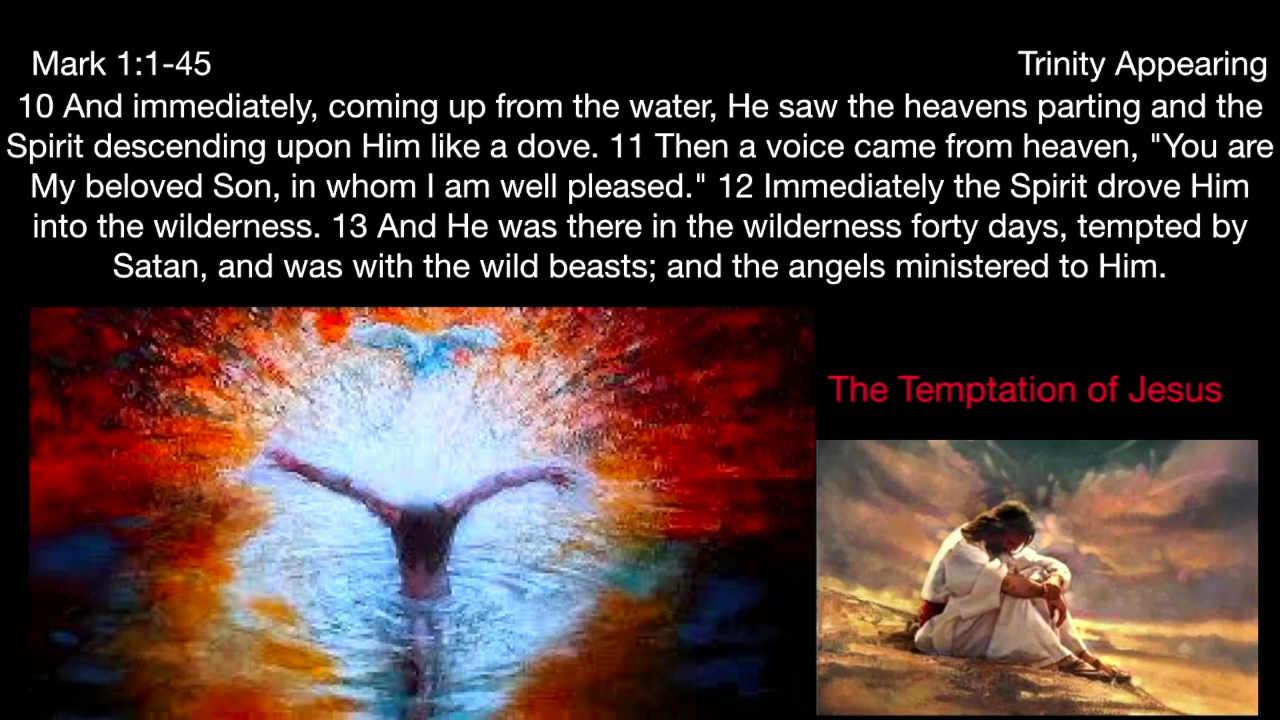 Mark 1:1-45
Trinity Appearing
10 And immediately, coming up from the water, He saw the heavens parting and the
Spirit descending upon Him like a dove. 11 Then a voice came from heaven, "You are
My beloved Son, in whom I am well pleased." 12 Immediately the Spirit drove Him
into the wilderness. 13 And He was there in the wilderness forty days, tempted by
Satan, and was with the wild beasts; and the angels ministered to Him.
The Temptation of Jesus